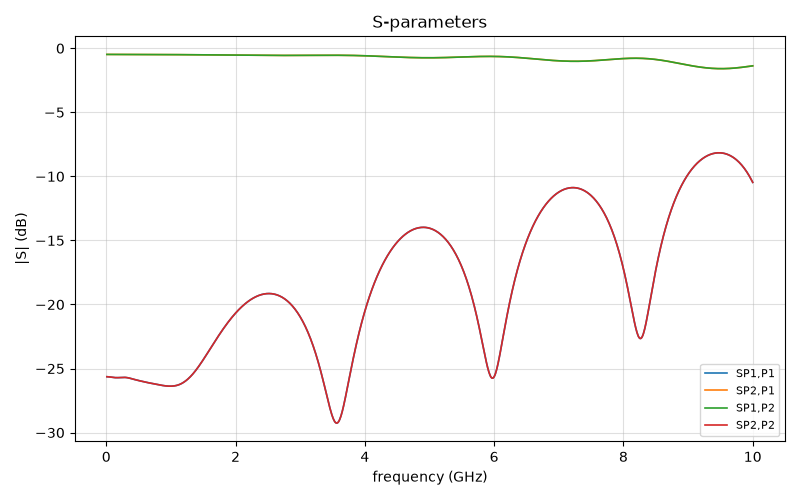 S-parameters
0
−5
−10
−15
−20
−25
−30
|S| (dB)
SP1,P1
SP2,P1
SP1,P2
SP2,P2
0 2 4 6 8 10
frequency (GHz)